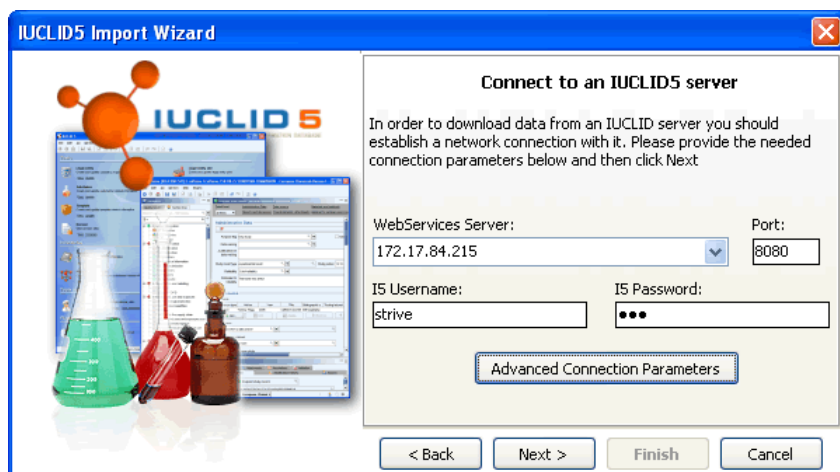 IUCLID5 Import Wizard
IUCLID 5
Connect to an IUCLID5 server
In order to download data from an IUCLID server you should
establish a network connection with it. Please provide the needed
connection parameters below and then click Next
WebServices Server:
Port:
172.17.84.215
8080
I5 Username:
I5 Password:
strive
●●●
Advanced Connection Parameters
< Back
Next >
Finish
Cancel